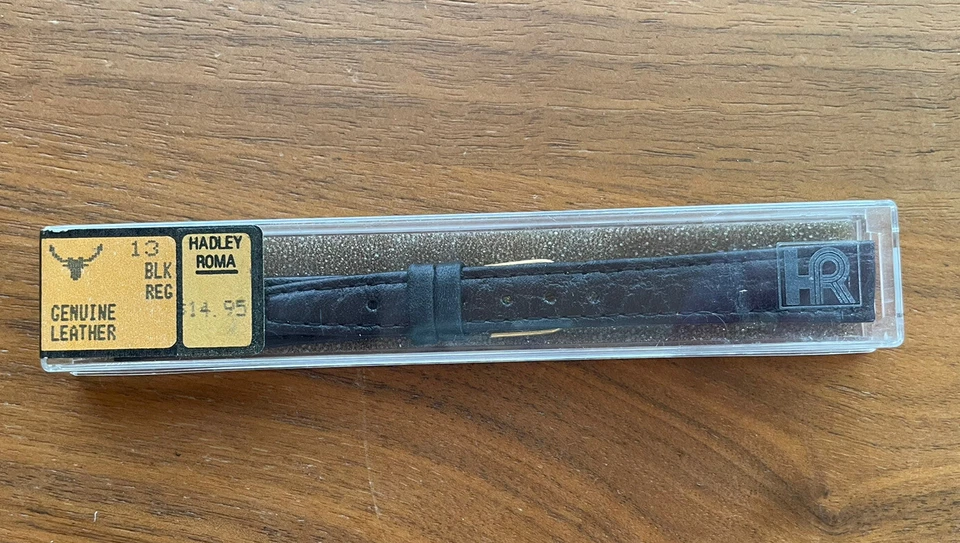 13
BLK
REG
GENUINE
LEATHER
HADLEY
ROMA
$14.95
HR